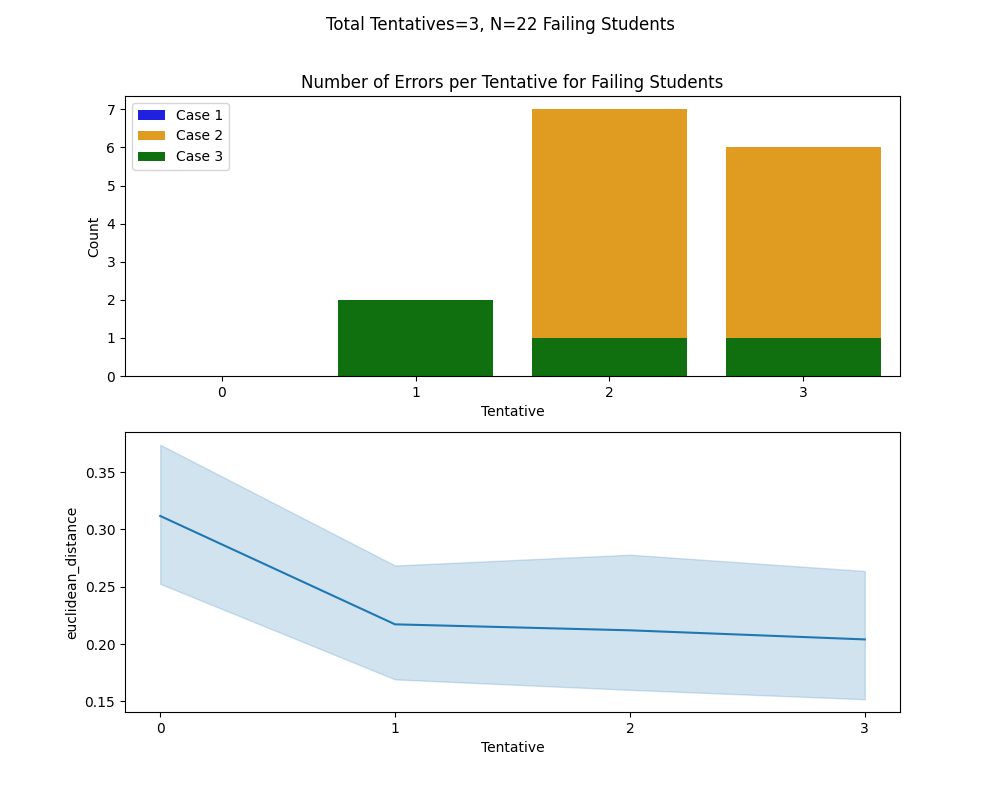 Total Tentatives=3, N=22 Failing Students
Number of Errors per Tentative for Failing Students
Case 1
Case 2
Case 3
7
6
5
4
3
2
1
0
Count
0 1 2 3
Tentative
0.35
0.30
0.25
0.20
0.15
euclidean_distance
0 1 2 3
Tentative